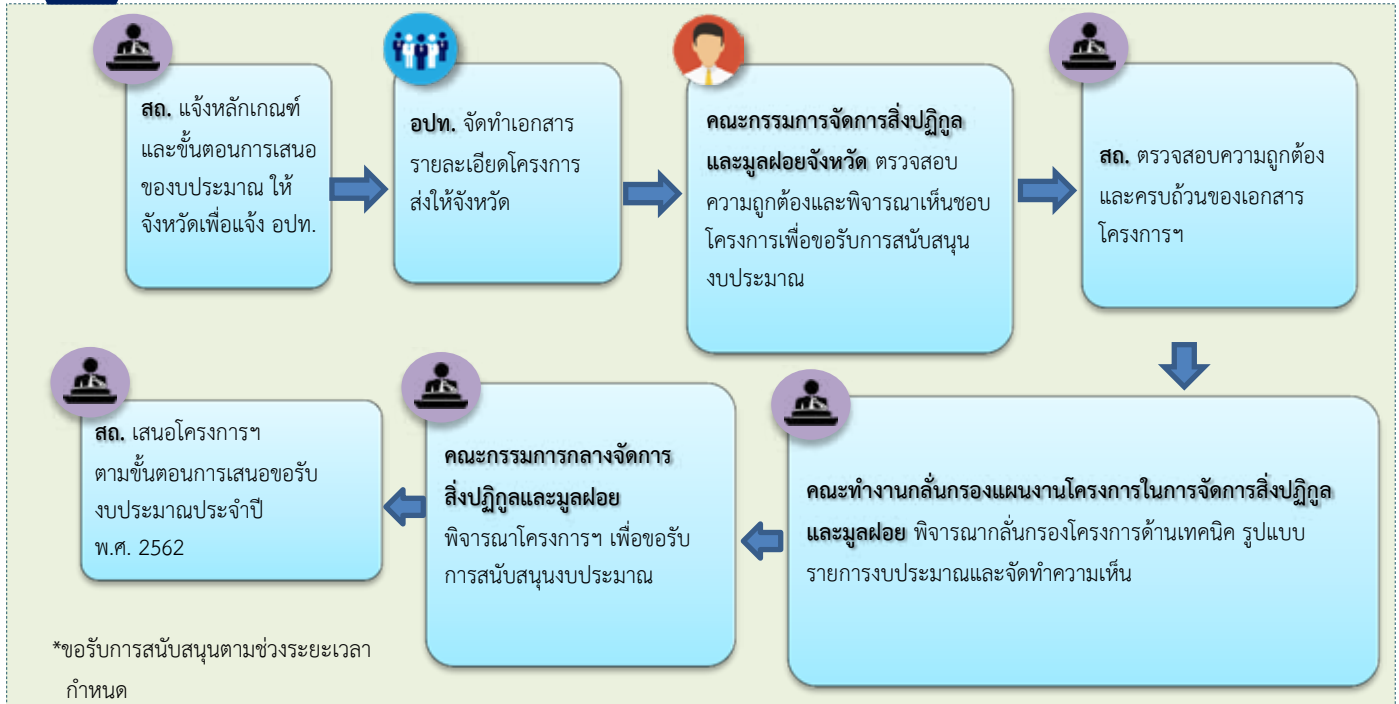 สถ. แจ้งหลักเกณฑ์
และขั้นตอนการเสนอ
ของบประมาณ ให้
จังหวัดเพื่อแจ้ง อปท.
อปท. จัดทำเอกสาร
รายละเอียดโครงการ
ส่งให้จังหวัด
คณะกรรมการจัดการสิ่งปฏิกูล
และมูลฝอยจังหวัด ตรวจสอบ
ความถูกต้องและพิจารณาเห็นชอบ
โครงการเพื่อขอรับการสนับสนุน
งบประมาณ
สถ. ตรวจสอบความถูกต้อง
และครบถ้วนของเอกสาร
โครงการฯ
คณะทำงานกลั่นกรองแผนงานโครงการในการจัดการสิ่งปฏิกูล
และมูลฝอย พิจารณากลั่นกรองโครงการด้านเทคนิค รูปแบบ
รายการงบประมาณและจัดทำความเห็น
คณะกรรมการกลางจัดการ
สิ่งปฏิกูลและมูลฝอย
พิจารณาโครงการฯ เพื่อขอรับ
การสนับสนุนงบประมาณ
สถ. เสนอโครงการฯ
ตามขั้นตอนการเสนอขอรับ
งบประมาณประจำปี
พ.ศ. 2562
*ขอรับการสนับสนุนตามช่วงระยะเวลา
กำหนด